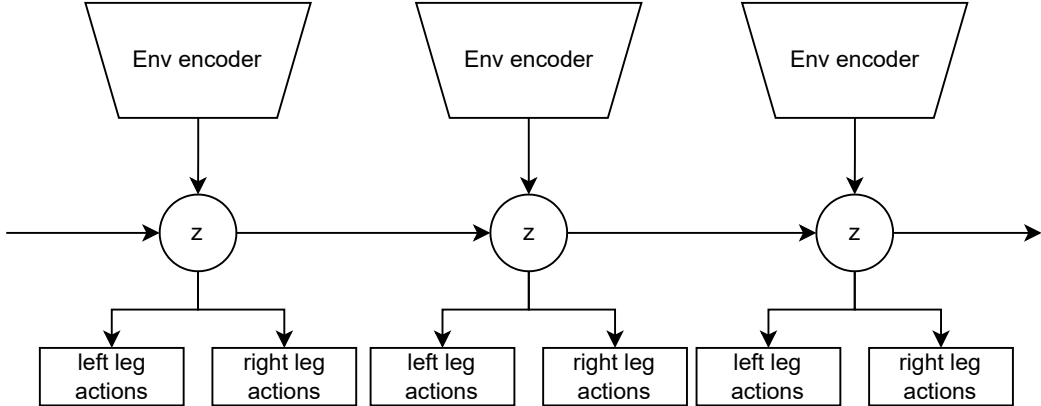 Env encoder
Env encoder
Env encoder
z
z
z
left leg
actions
right leg
actions
left leg
actions
right leg
actions
left leg
actions
right leg
actions